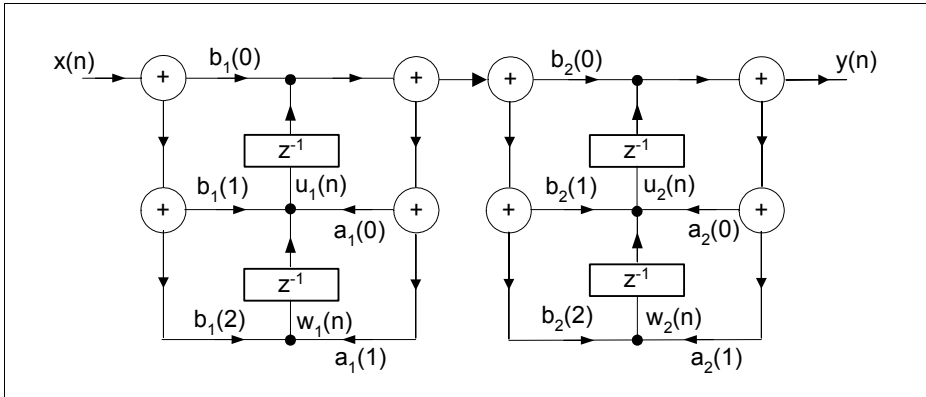 x(n) + b₁(0) + + b₂(0) + y(n)
z⁻¹ z⁻¹
b₁(1) u₁(n) b₂(1) u₂(n)
+ + + +
a₁(0) a₂(0)
z⁻¹ z⁻¹
b₁(2) w₁(n) b₂(2) w₂(n)
a₁(1) a₂(1)